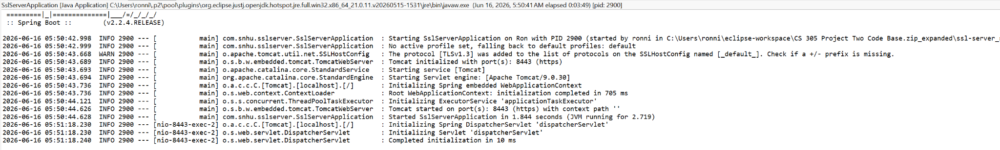 SslServerApplication [Java Application] C:\Users\ronni\.p2\pool\plugins\org.eclipse.justj.openjdk.hotspot.jre.full.win32.x86_64_21.0.11.v20260515-1531\jre\bin\javaw.exe (Jun 16, 2026, 5:50:41 AM elapsed 0:03:49) [pid: 2900]
=========|_|==============|___/=/_/_/_/
:: Spring Boot ::        (v2.2.4.RELEASE)
2026-06-16 05:50:42.998  INFO 2900 --- [           main] com.snhu.sslserver.SslServerApplication  : Starting SslServerApplication on Ron with PID 2900 (started by ronni in C:\Users\ronni\eclipse-workspace\CS 305 Project Two Code Base.zip_expanded\ssl-server_s
2026-06-16 05:50:42.999  INFO 2900 --- [           main] com.snhu.sslserver.SslServerApplication  : No active profile set, falling back to default profiles: default
2026-06-16 05:50:43.668  WARN 2900 --- [           main] o.apache.tomcat.util.net.SSLHostConfig   : The protocol [TLSv1.3] was added to the list of protocols on the SSLHostConfig named [_default_]. Check if a +/- prefix is missing.
2026-06-16 05:50:43.689  INFO 2900 --- [           main] o.s.b.w.embedded.tomcat.TomcatWebServer  : Tomcat initialized with port(s): 8443 (https)
2026-06-16 05:50:43.693  INFO 2900 --- [           main] o.apache.catalina.core.StandardService   : Starting service [Tomcat]
2026-06-16 05:50:43.694  INFO 2900 --- [           main] org.apache.catalina.core.StandardEngine  : Starting Servlet engine: [Apache Tomcat/9.0.30]
2026-06-16 05:50:43.736  INFO 2900 --- [           main] o.a.c.c.C.[Tomcat].[localhost].[/]       : Initializing Spring embedded WebApplicationContext
2026-06-16 05:50:43.736  INFO 2900 --- [           main] o.s.web.context.ContextLoader            : Root WebApplicationContext: initialization completed in 705 ms
2026-06-16 05:50:44.121  INFO 2900 --- [           main] o.s.s.concurrent.ThreadPoolTaskExecutor  : Initializing ExecutorService 'applicationTaskExecutor'
2026-06-16 05:50:44.626  INFO 2900 --- [           main] o.s.b.w.embedded.tomcat.TomcatWebServer  : Tomcat started on port(s): 8443 (https) with context path ''
2026-06-16 05:50:44.628  INFO 2900 --- [           main] com.snhu.sslserver.SslServerApplication  : Started SslServerApplication in 1.844 seconds (JVM running for 2.719)
2026-06-16 05:51:18.230  INFO 2900 --- [nio-8443-exec-2] o.a.c.c.C.[Tomcat].[localhost].[/]       : Initializing Spring DispatcherServlet 'dispatcherServlet'
2026-06-16 05:51:18.230  INFO 2900 --- [nio-8443-exec-2] o.s.web.servlet.DispatcherServlet        : Initializing Servlet 'dispatcherServlet'
2026-06-16 05:51:18.240  INFO 2900 --- [nio-8443-exec-2] o.s.web.servlet.DispatcherServlet        : Completed initialization in 10 ms